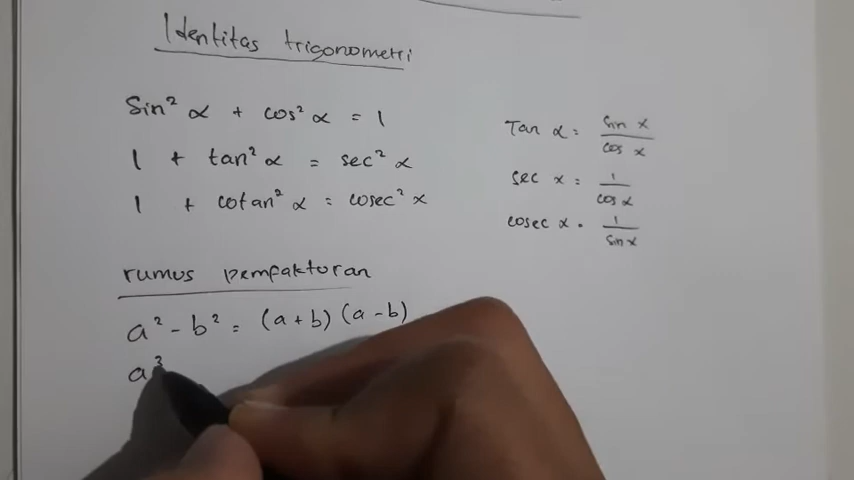 Identitas trigonometri
Sin² α + cos² α = 1
1 + tan² α = sec² α
1 + cotan² α = cosec² α
Tan α = sin α / cos α
sec α = 1 / cos α
cosec α = 1 / sin α
rumus pemfaktoran
a² - b² = (a + b) (a - b)
a³